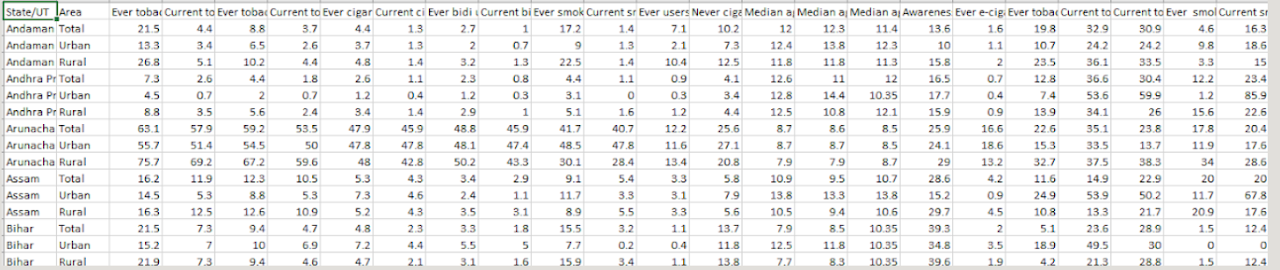 State/UT Area Ever toba Current to Ever toba Current to Ever cigar Current ci Ever bidi Current bi Ever smok Current sr Ever users Never ciga Median a Median a Median a Awarenes Ever e-ciga Ever toba Current to Current to Ever smol Current sr
Andaman Total 21.5 4.4 8.8 3.7 4.4 1.3 2.7 1 17.2 1.4 7.1 10.2 12 12.3 11.4 13.6 1.6 19.8 32.9 30.9 4.6 16.3
Andaman Urban 13.3 3.4 6.5 2.6 3.7 1.3 2 0.7 9 1.3 2.1 7.3 12.4 13.8 12.3 10 1.1 10.7 24.2 24.2 9.8 18.6
Andaman Rural 26.8 5.1 10.2 4.4 4.8 1.4 3.2 1.3 22.5 1.4 10.4 12.5 11.8 11.8 11.3 15.8 2 23.5 36.1 33.5 3.3 15
Andhra Pr Total 7.3 2.6 4.4 1.8 2.6 1.1 2.3 0.8 4.4 1.1 0.9 4.1 12.6 11 12 16.5 0.7 12.8 36.6 30.4 12.2 23.4
Andhra Pr Urban 4.5 0.7 2 0.7 1.2 0.4 1.2 0.3 3.1 0 0.3 3.4 12.8 14.4 10.35 17.7 0.4 7.4 53.6 59.9 1.2 85.9
Andhra Pr Rural 8.8 3.5 5.6 2.4 3.4 1.4 2.9 1 5.1 1.6 1.2 4.4 12.5 10.8 12.1 15.9 0.9 13.9 34.1 26 15.6 22.6
Arunacha Total 63.1 57.9 59.2 53.5 47.9 45.9 48.8 45.9 41.7 40.7 12.2 25.6 8.7 8.6 8.5 25.9 16.6 22.6 35.1 23.8 17.8 20.4
Arunacha Urban 55.7 51.4 54.5 50 47.8 47.8 48.1 47.4 48.5 47.8 11.6 27.1 8.7 8.7 8.5 24.1 18.6 15.3 33.5 13.7 11.9 17.6
Arunacha Rural 75.7 69.2 67.2 59.6 48 42.8 50.2 43.3 30.1 28.4 13.4 20.8 7.9 7.9 8.7 29 13.2 32.7 37.5 38.3 34 28.6
Assam Total 16.2 11.9 12.3 10.5 5.3 4.3 3.4 2.9 9.1 5.4 3.3 5.8 10.9 9.5 10.7 28.6 4.2 11.6 14.9 22.9 20 20
Assam Urban 14.5 5.3 8.8 5.3 7.3 4.6 2.4 1.1 11.7 3.3 3.1 7.9 13.8 13.3 13.8 15.2 0.9 24.9 53.9 50.2 11.7 67.8
Assam Rural 16.3 12.5 12.6 10.9 5.2 4.3 3.5 3.1 8.9 5.5 3.3 5.6 10.5 9.4 10.6 29.7 4.5 10.8 13.3 21.7 20.9 17.6
Bihar Total 21.5 7.3 9.4 4.7 4.8 2.3 3.3 1.8 15.5 3.2 1.1 13.7 7.9 8.5 10.35 39.3 2 5.1 23.6 28.9 1.5 12.4
Bihar Urban 15.2 7 10 6.9 7.2 4.4 5.5 5 7.7 0.2 0.4 11.8 12.5 11.8 10.35 34.8 3.5 18.9 49.5 30 0 0
Bihar Rural 21.9 7.3 9.4 4.6 4.7 2.1 3.1 1.6 15.9 3.4 1.1 13.8 7.7 8.3 10.35 39.6 1.9 4.2 21.3 28.8 1.5 12.4